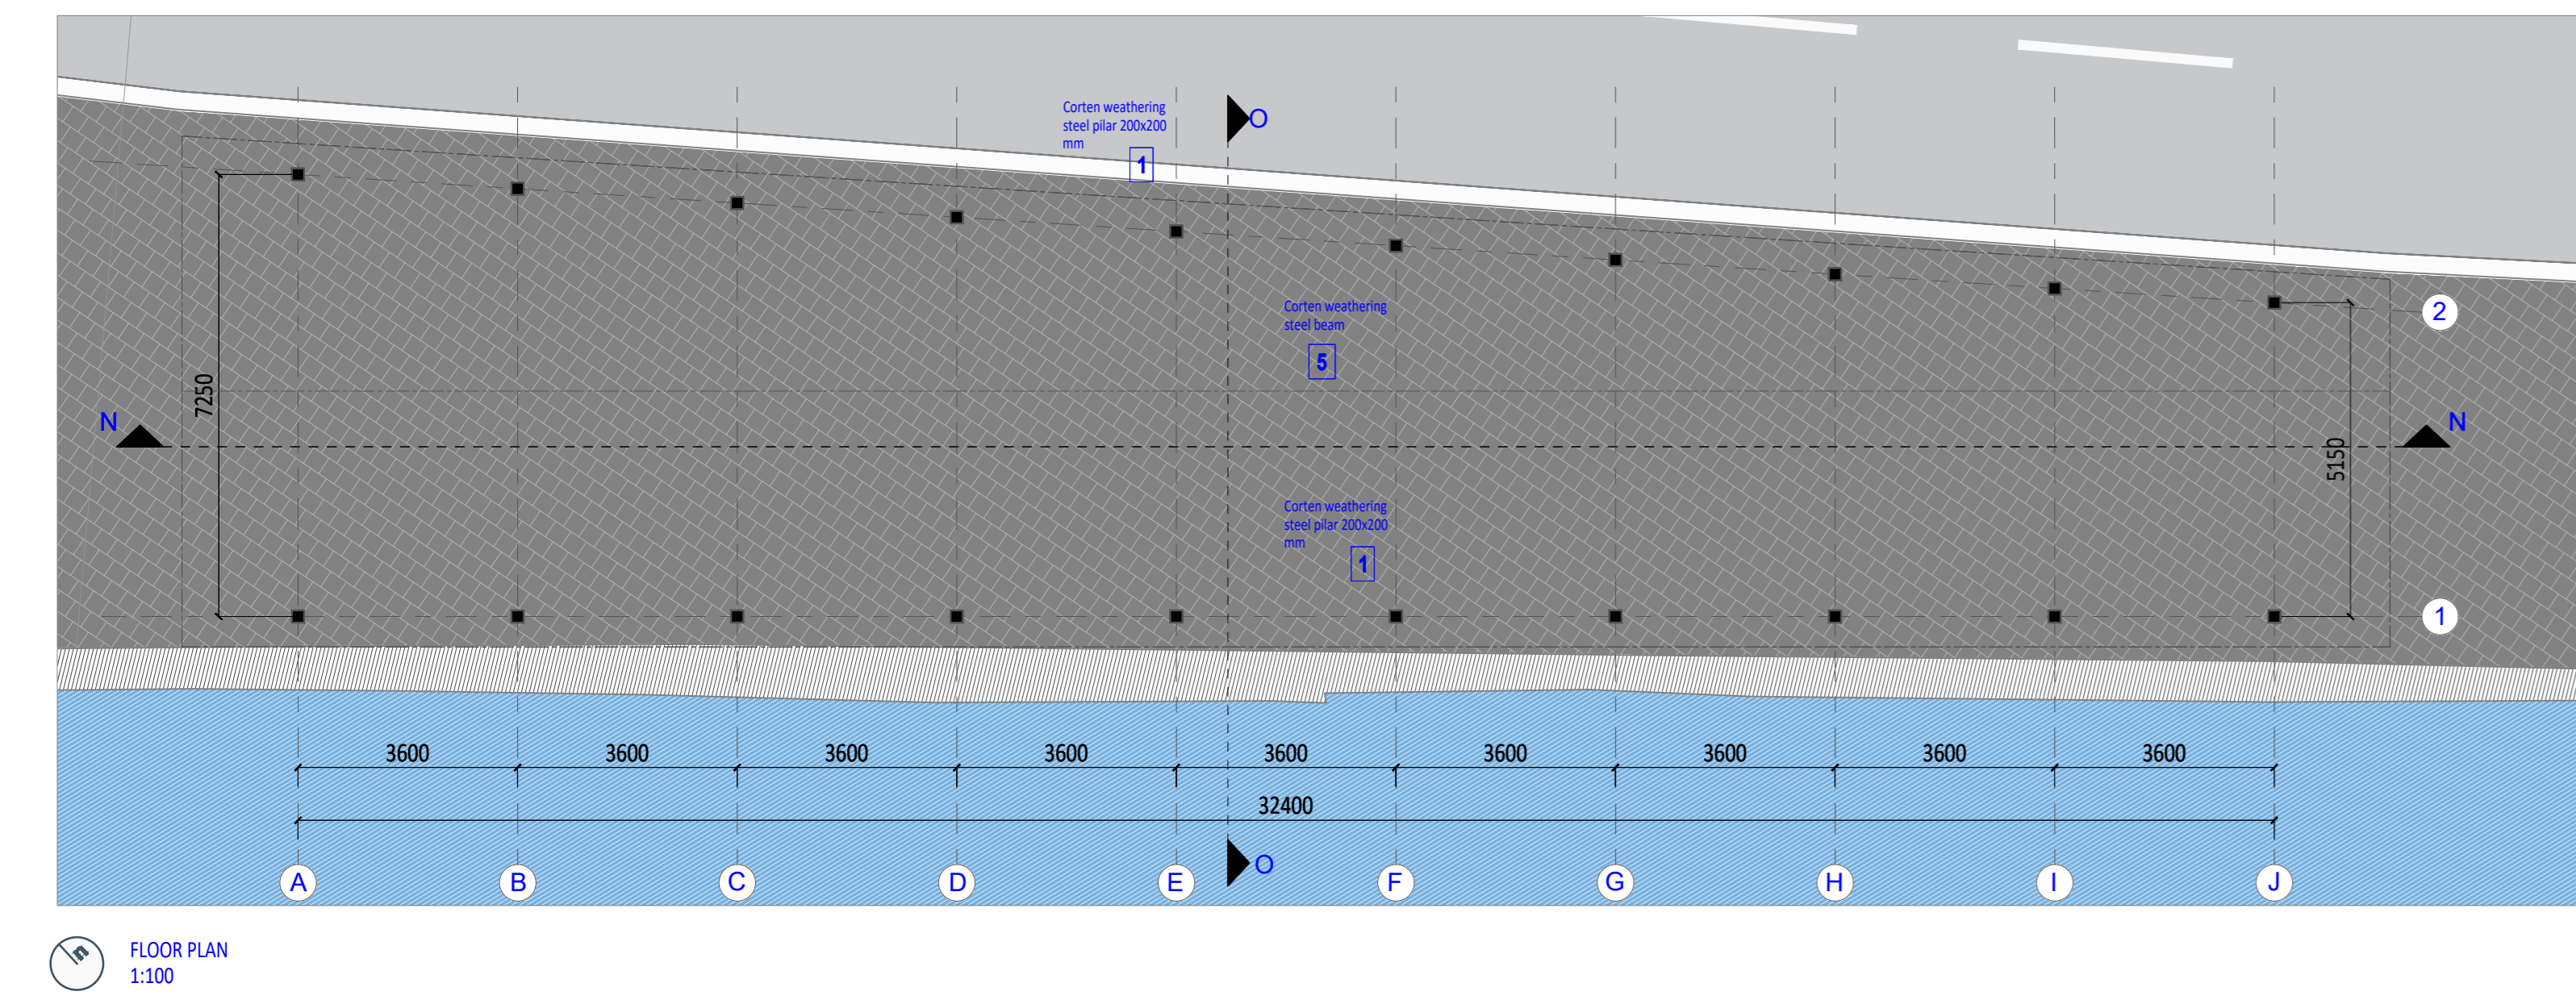 Corten weathering
steel pilar 200x200
mm
1
O
Corten weathering
steel beam
5
2
7250
N
N
5150
Corten weathering
steel pilar 200x200
mm
1
1
3600 3600 3600 3600 3600 3600 3600 3600 3600
32400
O
A B C D E F G H I J
n
FLOOR PLAN
1:100